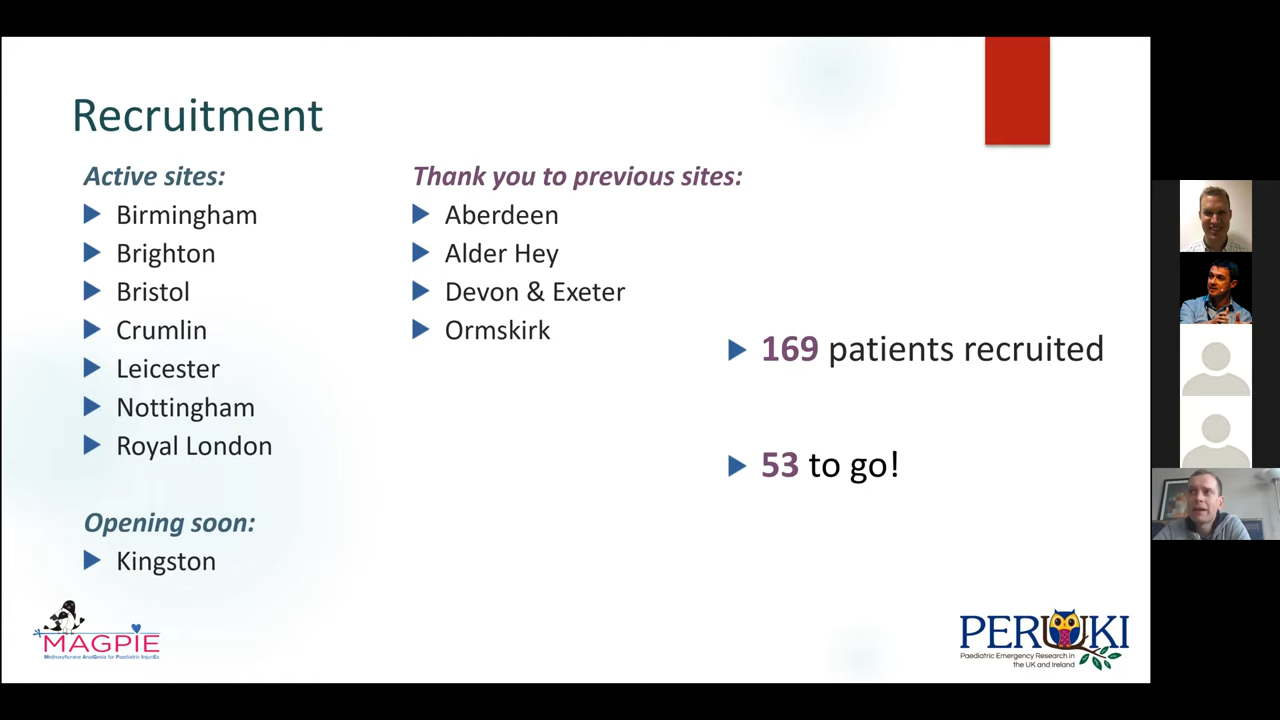 Recruitment
Active sites:
Birmingham
Brighton
Bristol
Crumlin
Leicester
Nottingham
Royal London
Opening soon:
Kingston
Thank you to previous sites:
Aberdeen
Alder Hey
Devon & Exeter
Ormskirk
169 patients recruited
53 to go!
MAGPIE
Methoxyflurane AnalGesia for Paediatric InjuriEs
PERUKI
Paediatric Emergency Research in
the UK and Ireland